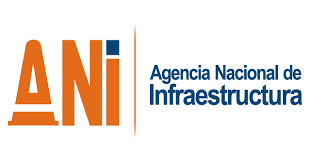 ANi
Agencia Nacional de
Infraestructura